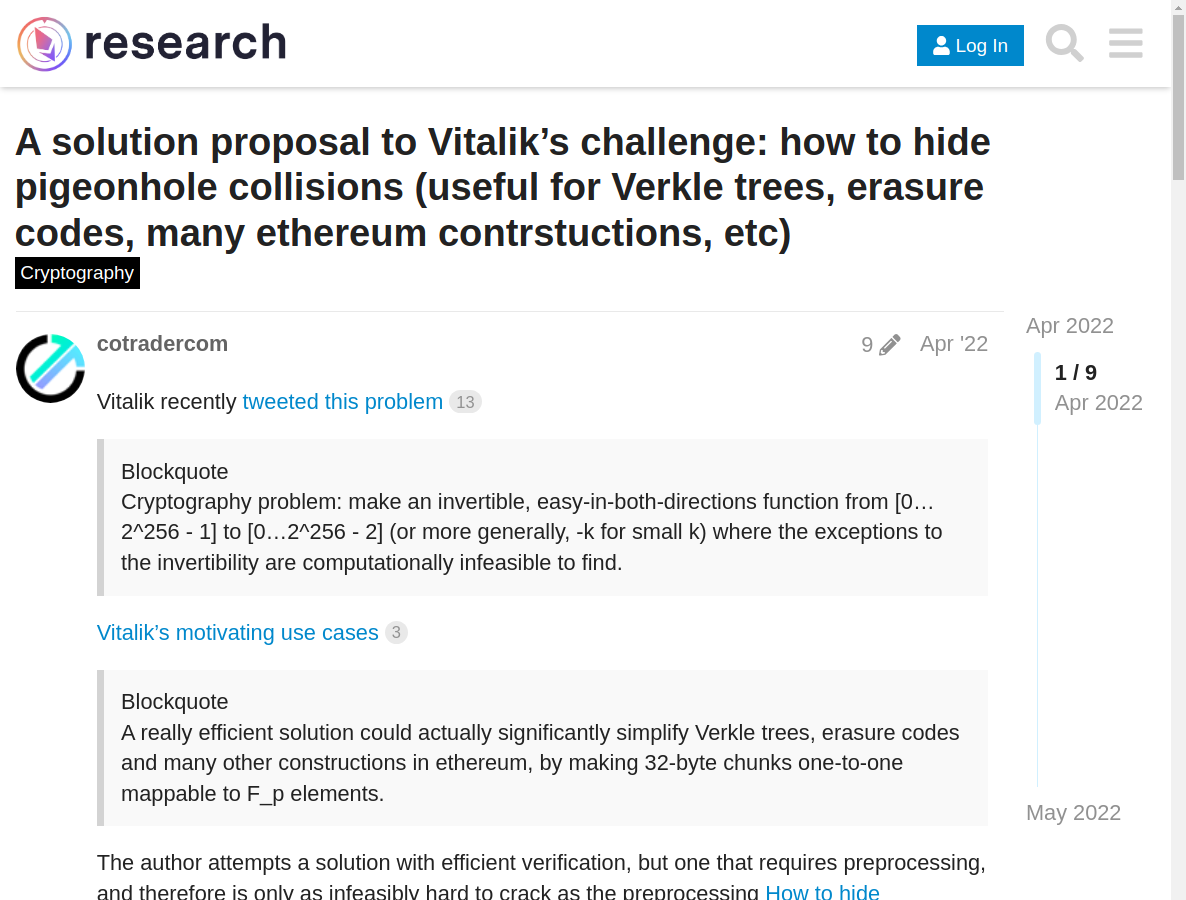 research
Log In
A solution proposal to Vitalik’s challenge: how to hide
pigeonhole collisions (useful for Verkle trees, erasure
codes, many ethereum contrstuctions, etc)
Cryptography
cotradercom
9
Apr '22
Vitalik recently tweeted this problem 13
Blockquote
Cryptography problem: make an invertible, easy-in-both-directions function from [0…
2^256 - 1] to [0…2^256 - 2] (or more generally, -k for small k) where the exceptions to
the invertibility are computationally infeasible to find.
Vitalik’s motivating use cases 3
Blockquote
A really efficient solution could actually significantly simplify Verkle trees, erasure codes
and many other constructions in ethereum, by making 32-byte chunks one-to-one
mappable to F_p elements.
The author attempts a solution with efficient verification, but one that requires preprocessing,
and therefore is only as infeasibly hard to crack as the preprocessing How to hide
Apr 2022
1 / 9
Apr 2022
May 2022